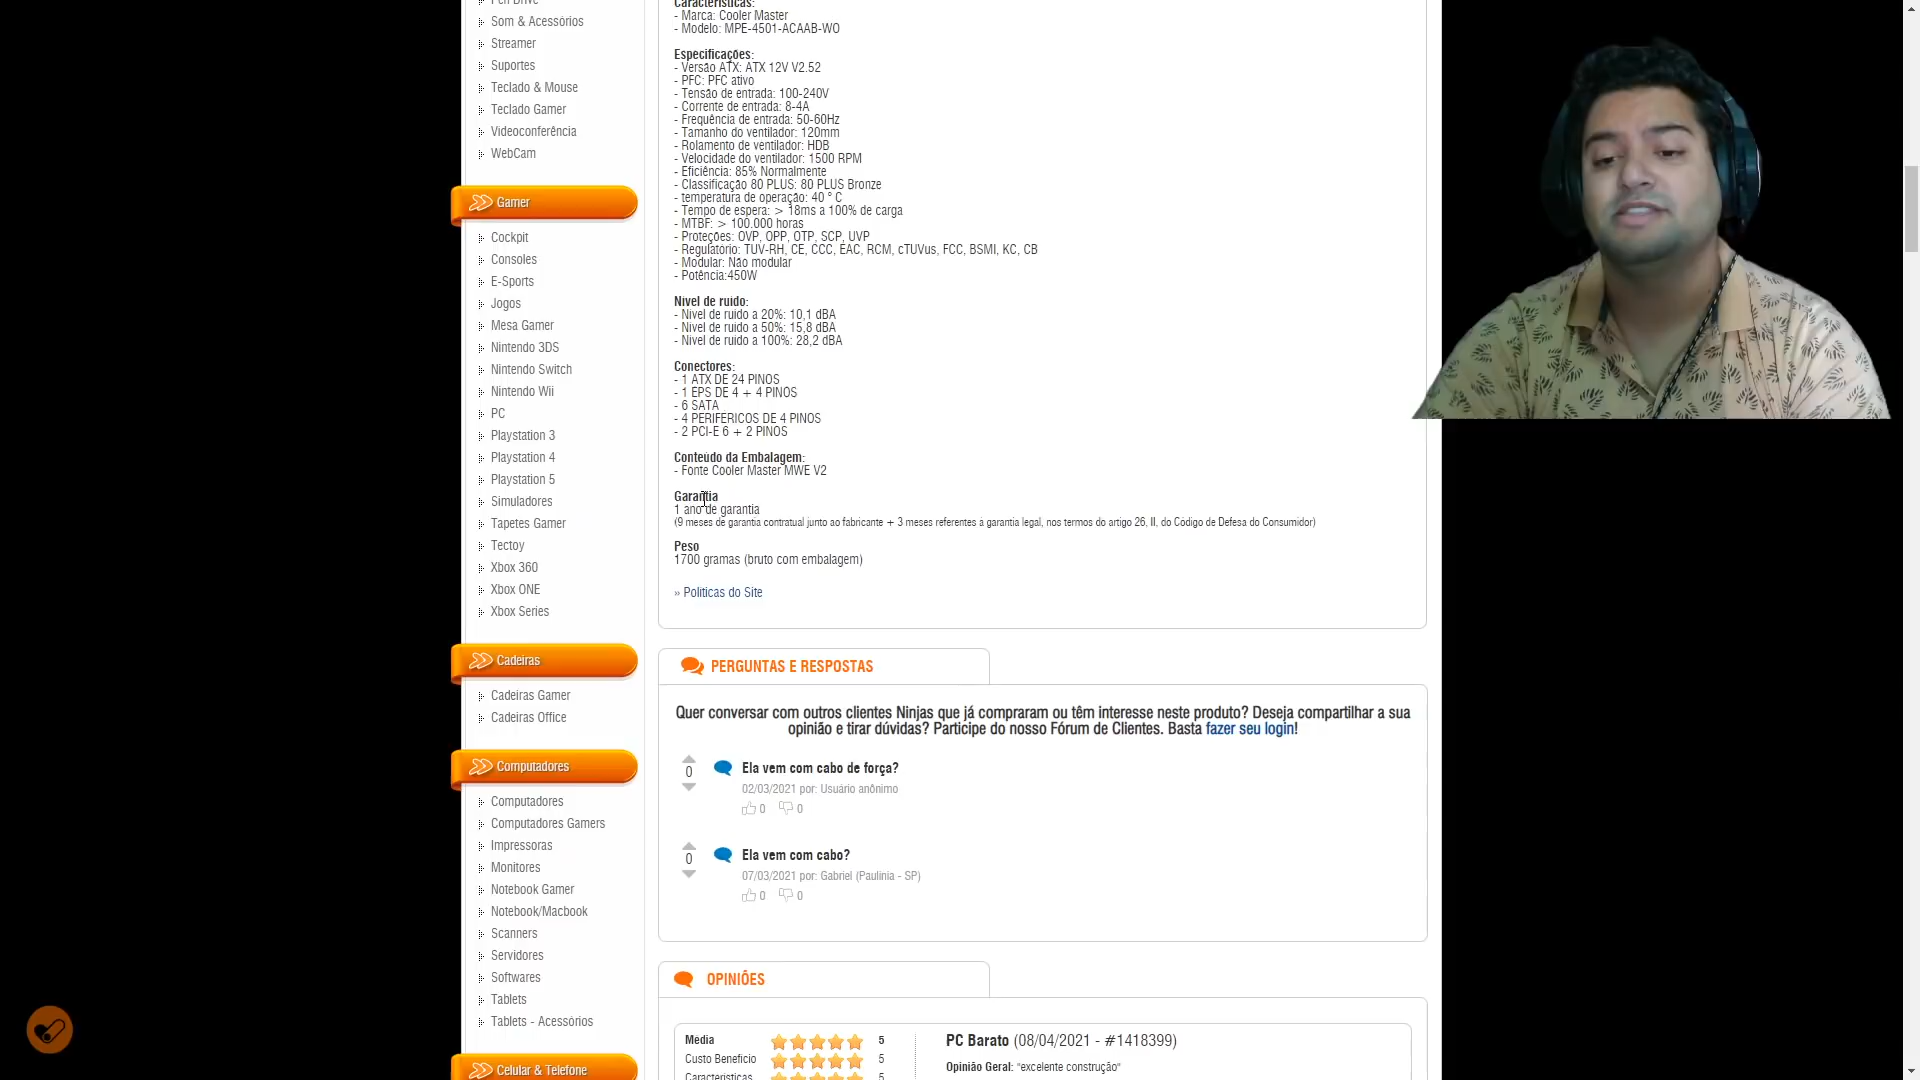 Pen Drive
Som & Acessórios
Streamer
Suportes
Teclado & Mouse
Teclado Gamer
Videoconferência
WebCam
Gamer
Cockpit
Consoles
E-Sports
Jogos
Mesa Gamer
Nintendo 3DS
Nintendo Switch
Nintendo Wii
PC
Playstation 3
Playstation 4
Playstation 5
Simuladores
Tapetes Gamer
Tectoy
Xbox 360
Xbox ONE
Xbox Series
Cadeiras
Cadeiras Gamer
Cadeiras Office
Computadores
Computadores
Computadores Gamers
Impressoras
Monitores
Notebook Gamer
Notebook/Macbook
Scanners
Servidores
Softwares
Tablets
Tablets - Acessórios
Celular & Telefone
Características:
- Marca: Cooler Master
- Modelo: MPE-4501-ACAAB-WO
Especificações:
- Versão ATX: ATX 12V V2.52
- PFC: PFC ativo
- Tensão de entrada: 100-240V
- Corrente de entrada: 8-4A
- Frequência de entrada: 50-60Hz
- Tamanho do ventilador: 120mm
- Rolamento de ventilador: HDB
- Velocidade do ventilador: 1500 RPM
- Eficiência: 85% Normalmente
- Classificação 80 PLUS: 80 PLUS Bronze
- temperatura de operação: 40 ° C
- Tempo de espera: > 18ms a 100% de carga
- MTBF: > 100.000 horas
- Proteções: OVP, OPP, OTP, SCP, UVP
- Regulatório: TUV-RH, CE, CCC, EAC, RCM, cTUVus, FCC, BSMI, KC, CB
- Modular: Não modular
- Potência:450W
Nível de ruído:
- Nível de ruído a 20%: 10,1 dBA
- Nível de ruído a 50%: 15,8 dBA
- Nível de ruído a 100%: 28,2 dBA
Conectores:
- 1 ATX DE 24 PINOS
- 1 EPS DE 4 + 4 PINOS
- 6 SATA
- 4 PERIFÉRICOS DE 4 PINOS
- 2 PCI-E 6 + 2 PINOS
Conteúdo da Embalagem:
- Fonte Cooler Master MWE V2
Garantia
1 ano de garantia
(9 meses de garantia contratual junto ao fabricante + 3 meses referentes à garantia legal, nos termos do artigo 26, II, do Código de Defesa do Consumidor)
Peso
1700 gramas (bruto com embalagem)
» Políticas do Site
PERGUNTAS E RESPOSTAS
Quer conversar com outros clientes Ninjas que já compraram ou têm interesse neste produto? Deseja compartilhar a sua
opinião e tirar dúvidas? Participe do nosso Fórum de Clientes. Basta fazer seu login!
0
Ela vem com cabo de força?
02/03/2021 por: Usuário anônimo
0 0
0
Ela vem com cabo?
07/03/2021 por: Gabriel (Paulínia - SP)
0 0
OPINIÕES
Média 5
Custo Benefício 5
Características 5
PC Barato (08/04/2021 - #1418399)
Opinião Geral: "excelente construção"